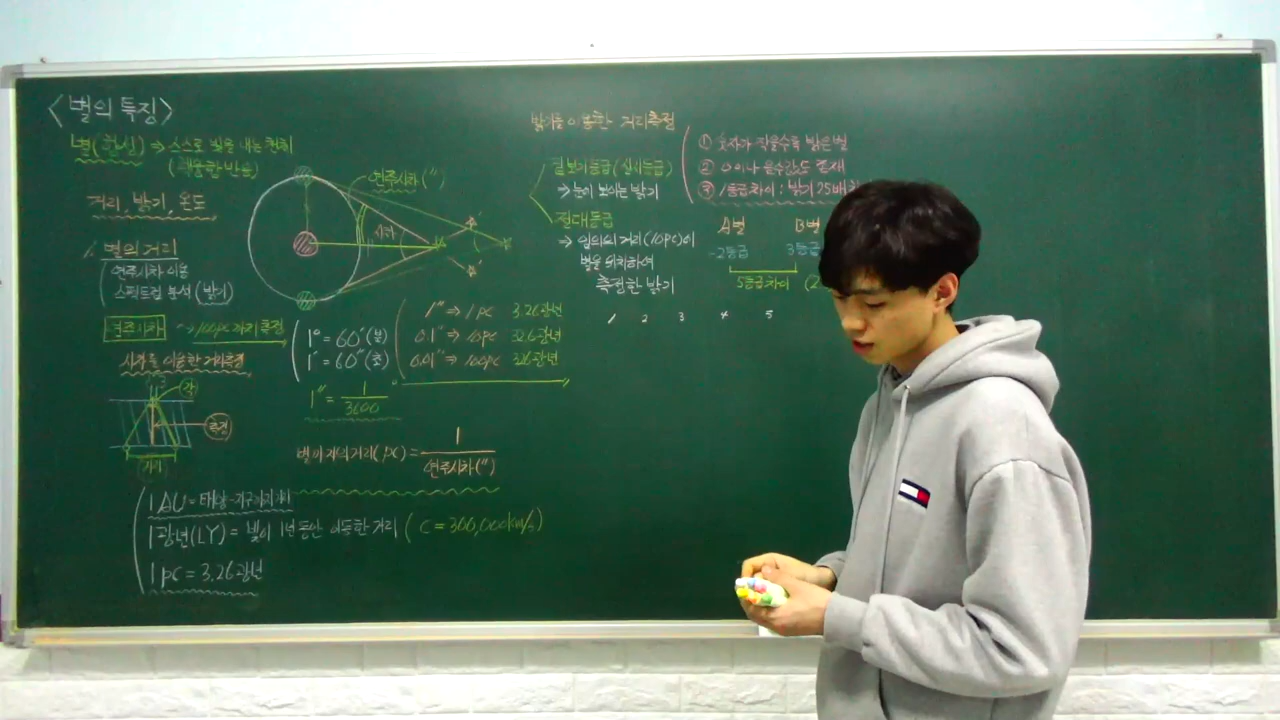 <별의 특징>
별(항성) ⇒ 스스로 빛을 내는 천체
(핵융합 반응)
거리, 밝기, 온도
1. 별의 거리
연주시차 이용
스펙트럼 분석 (밝기)
연주시차 ⇒ 100pc 까지 측정
시차를 이용한 거리측정
(각)
거리
연주시차(")
시차
1° = 60'(분)
1' = 60"(초)
1" = 1/3600
1" ⇒ 1pc 3.26광년
0.1" ⇒ 10pc 32.6광년
0.01" ⇒ 100pc 326광년
별까지의 거리(pc) = 1/연주시차(")
1AU = 태양-지구까지 거리
1광년(LY) = 빛이 1년 동안 이동한 거리 (C = 300,000km/s)
1pc = 3.26광년
밝기를 이용한 거리측정
겉보기등급 (실시등급)
⇒ 눈에 보이는 밝기
절대등급
⇒ 임의의 거리(10pc)에
별을 위치하여
측정한 밝기
① 숫자가 작을수록 밝은별
② 0이나 음수값도 존재
③ 1등급차이 : 밝기 2.5배
A별 B별
-2등급 3등급
5등급차이 (2
1 2 3 4 5